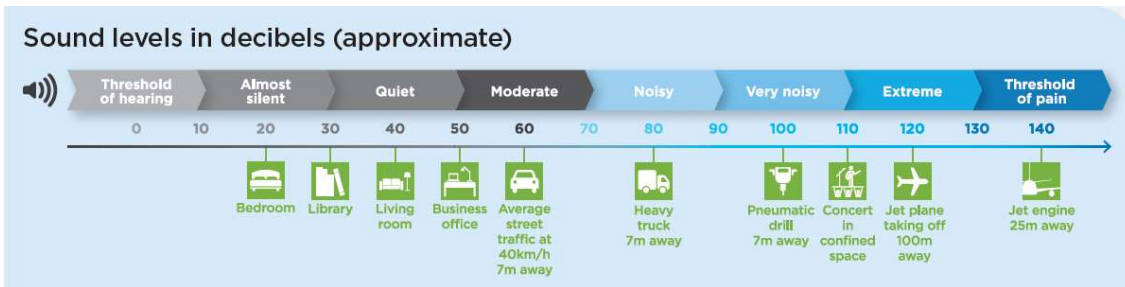 Sound levels in decibels (approximate)
Threshold of hearing
Almost silent
Quiet
Moderate
Noisy
Very noisy
Extreme
Threshold of pain
0 10 20 30 40 50 60 70 80 90 100 110 120 130 140
Bedroom
Library
Living
room
Business
office
Average
street
traffic at
40km/h
7m away
Heavy
truck
7m away
Pneumatic
drill
7m away
Concert
in
confined
space
Jet plane
taking off
100m
away
Jet engine
25m away